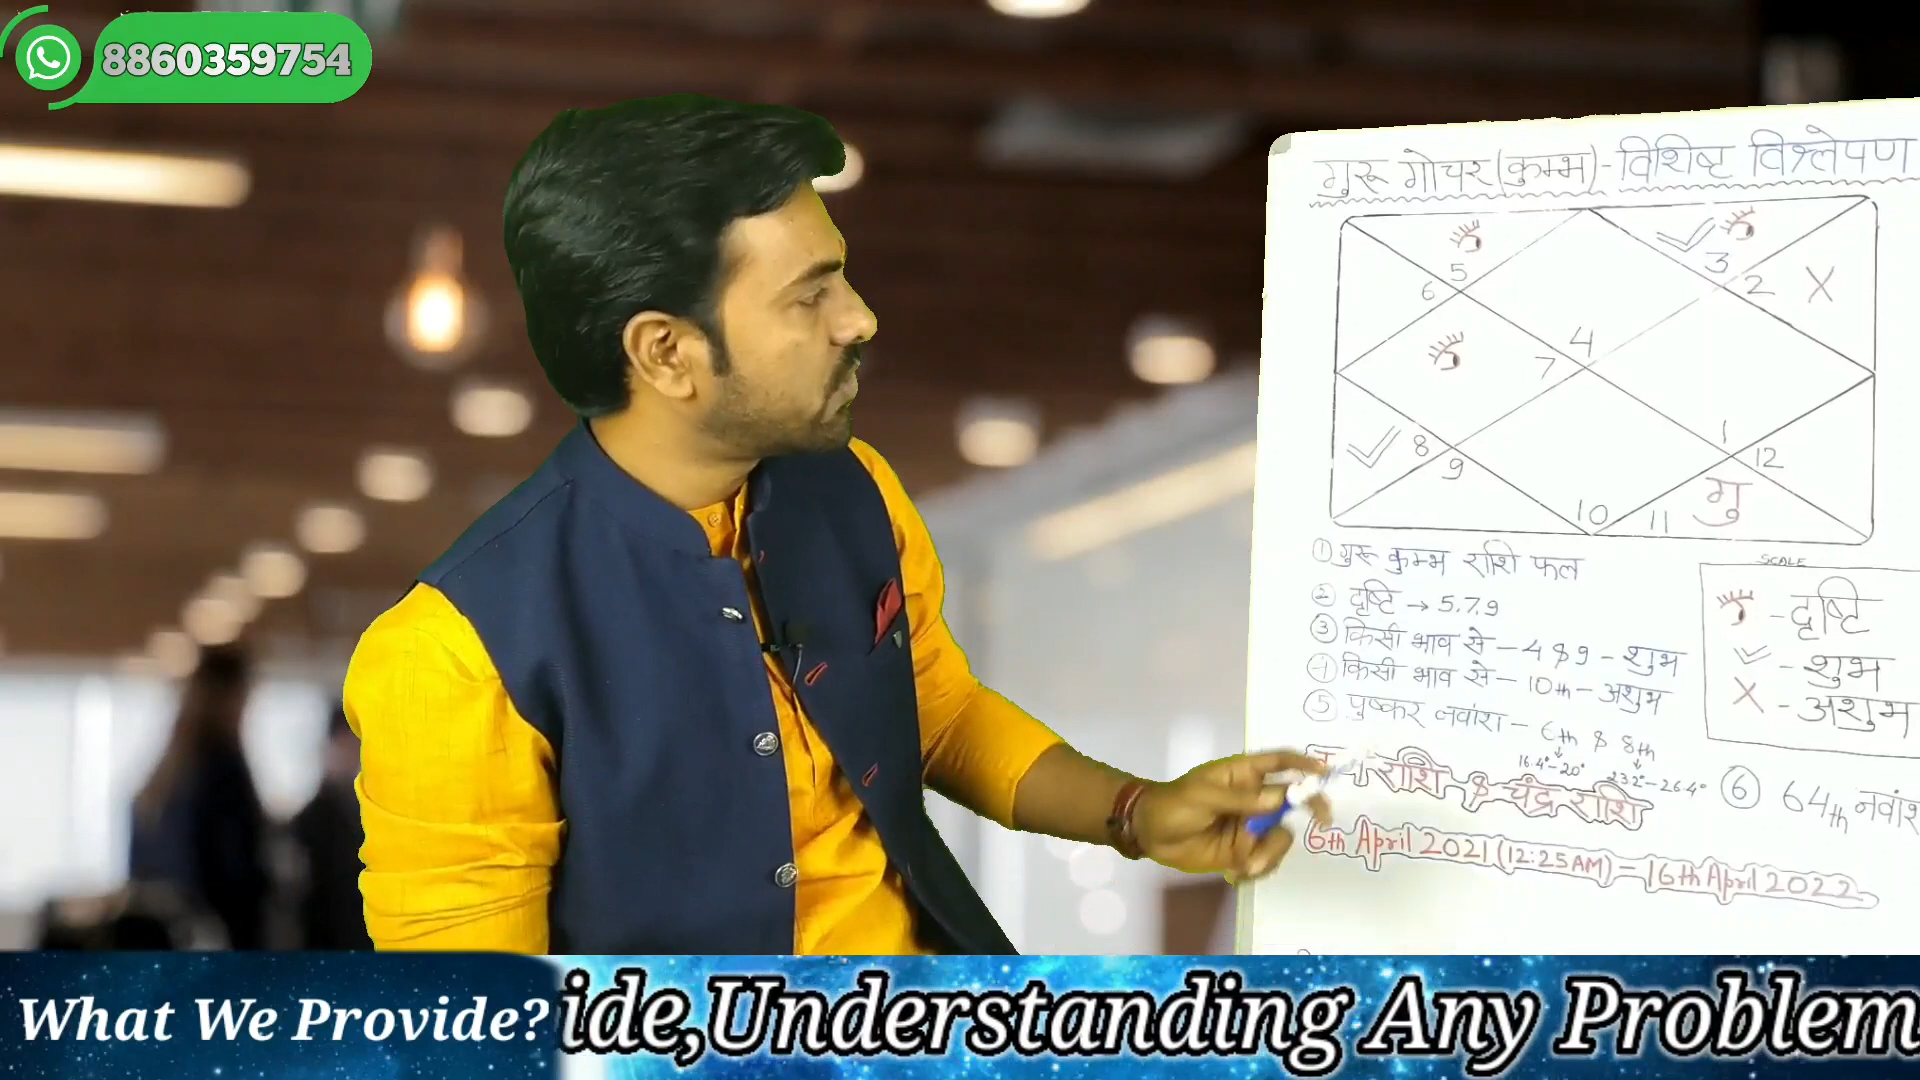 8860359754
गुरू गोचर (कुम्भ) - विशिष्ट विश्लेषण
5
3
6
2
X
4
7
8
1
9
12
गु
10
11
① गुरू कुम्भ राशि फल
② दृष्टि → 5.7.9
③ किसी भाव से - 4 & 9 - शुभ
④ किसी भाव से - 10th - अशुभ
⑤ पुष्कर नवांश - 6th & 8th
16.4° - 20°
23.2° - 26.4°
राशि & चंद्र राशि
⑥ 64th नवांश
6th April 2021 (12:25 AM) - 16th April 2022
SCALE
- दृष्टि
- शुभ
X - अशुभ
What We Provide? ide,Understanding Any Problem